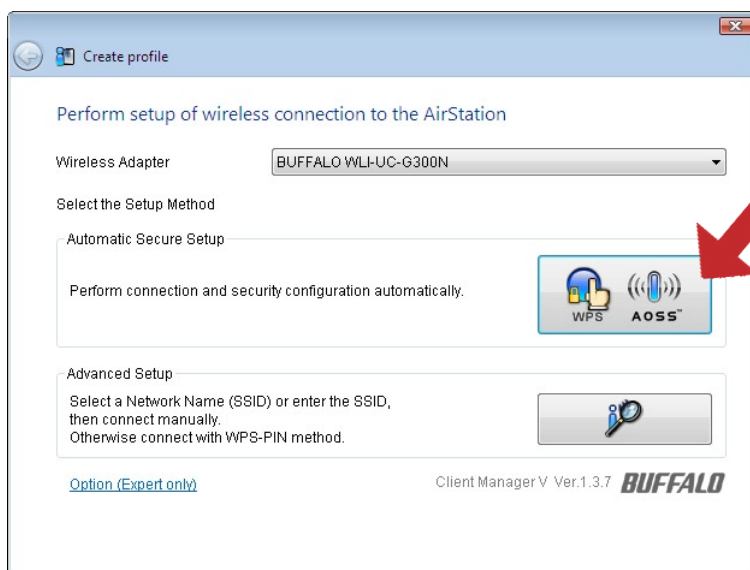 Create profile
Perform setup of wireless connection to the AirStation
Wireless Adapter
BUFFALO WLI-UC-G300N
Select the Setup Method
Automatic Secure Setup
Perform connection and security configuration automatically.
WPS
AOSS™
Advanced Setup
Select a Network Name (SSID) or enter the SSID,
then connect manually.
Otherwise connect with WPS-PIN method.
Option (Expert only)
Client Manager V Ver.1.3.7 BUFFALO